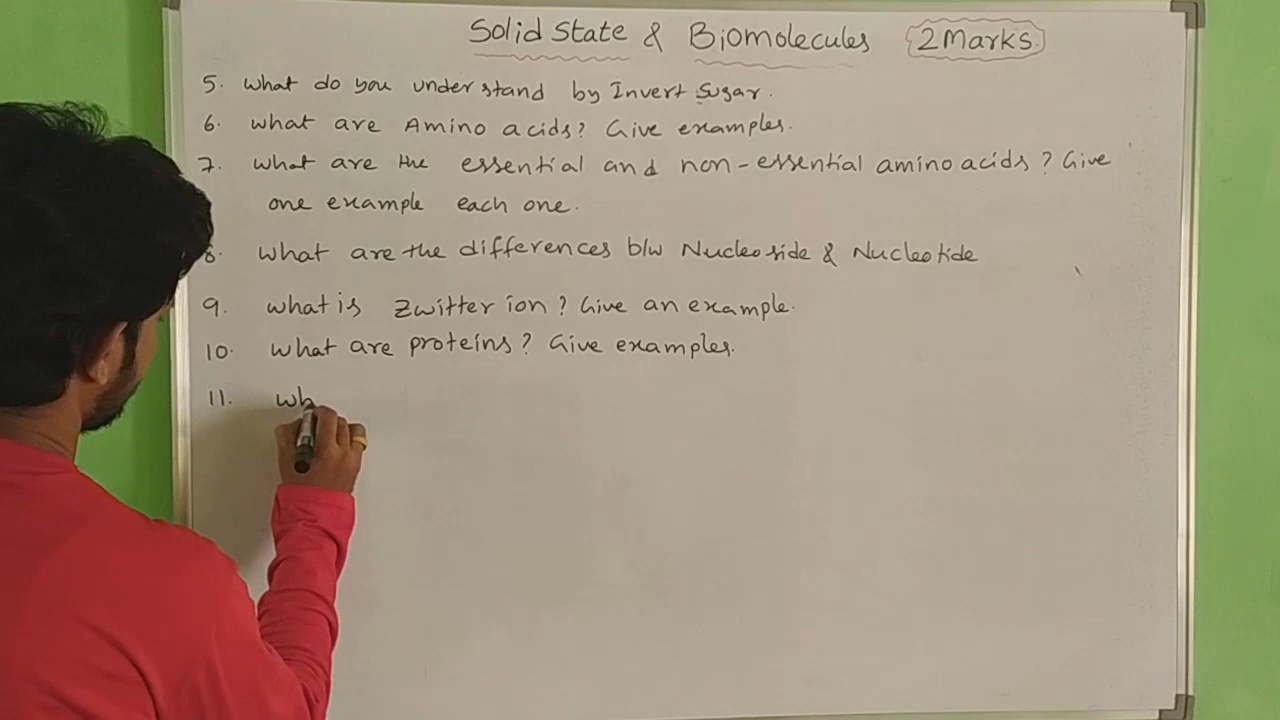 Solid State & Biomolecules 2 Marks
5. What do you understand by Invert Sugar.
6. What are Amino acids? Give examples.
7. What are the essential and non-essential amino acids? Give
one example each one.
8. What are the differences b/w Nucleoside & Nucleotide
9. What is Zwitter ion? Give an example.
10. What are proteins? Give examples.
11. Wh